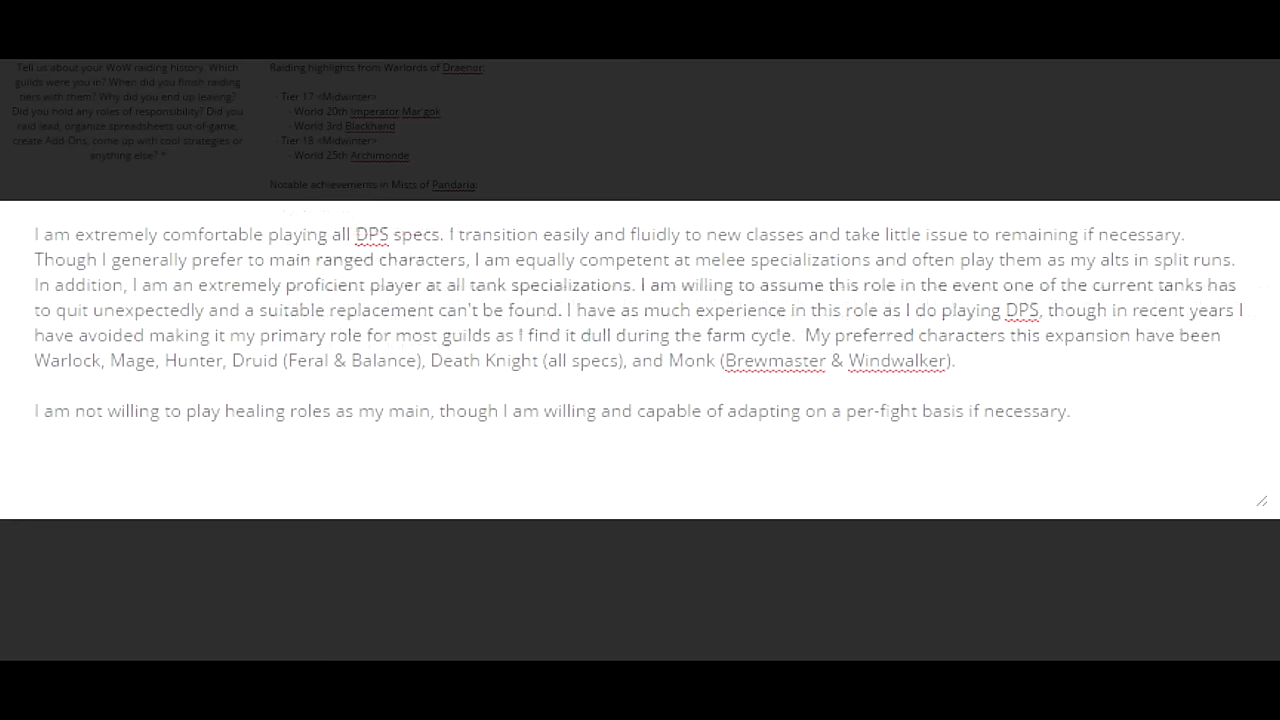 Tell us about your WoW raiding history. Which
guilds were you in? When did you finish raiding
tiers with them? Why did you end up leaving?
Did you hold any roles of responsibility? Did you
raid lead, organize spreadsheets out-of-game,
create Add-Ons, come up with cool strategies or
anything else? *
Raiding highlights from Warlords of Draenor:
- Tier 17 <Midwinter>
- World 20th Imperator Mar'gok
- World 3rd Blackhand
- Tier 18 <Midwinter>
- World 25th Archimonde
Notable achievements in Mists of Pandaria:
I am extremely comfortable playing all DPS specs. I transition easily and fluidly to new classes and take little issue to remaining if necessary.
Though I generally prefer to main ranged characters, I am equally competent at melee specializations and often play them as my alts in split runs.
In addition, I am an extremely proficient player at all tank specializations. I am willing to assume this role in the event one of the current tanks has
to quit unexpectedly and a suitable replacement can't be found. I have as much experience in this role as I do playing DPS, though in recent years I
have avoided making it my primary role for most guilds as I find it dull during the farm cycle.  My preferred characters this expansion have been
Warlock, Mage, Hunter, Druid (Feral & Balance), Death Knight (all specs), and Monk (Brewmaster & Windwalker).
I am not willing to play healing roles as my main, though I am willing and capable of adapting on a per-fight basis if necessary.